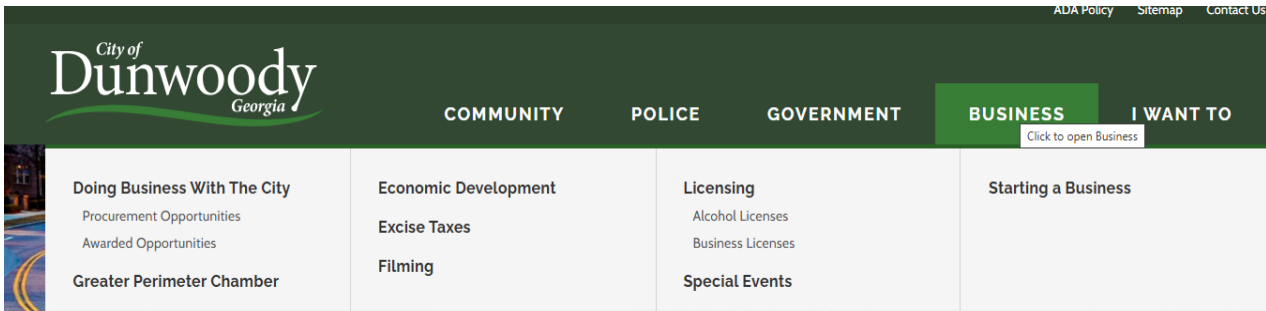 ADA Policy Sitemap Contact Us
City of
Dunwoody
Georgia
COMMUNITY POLICE GOVERNMENT BUSINESS I WANT TO
Click to open Business
Doing Business With The City
Procurement Opportunities
Awarded Opportunities
Greater Perimeter Chamber
Economic Development
Excise Taxes
Filming
Licensing
Alcohol Licenses
Business Licenses
Special Events
Starting a Business